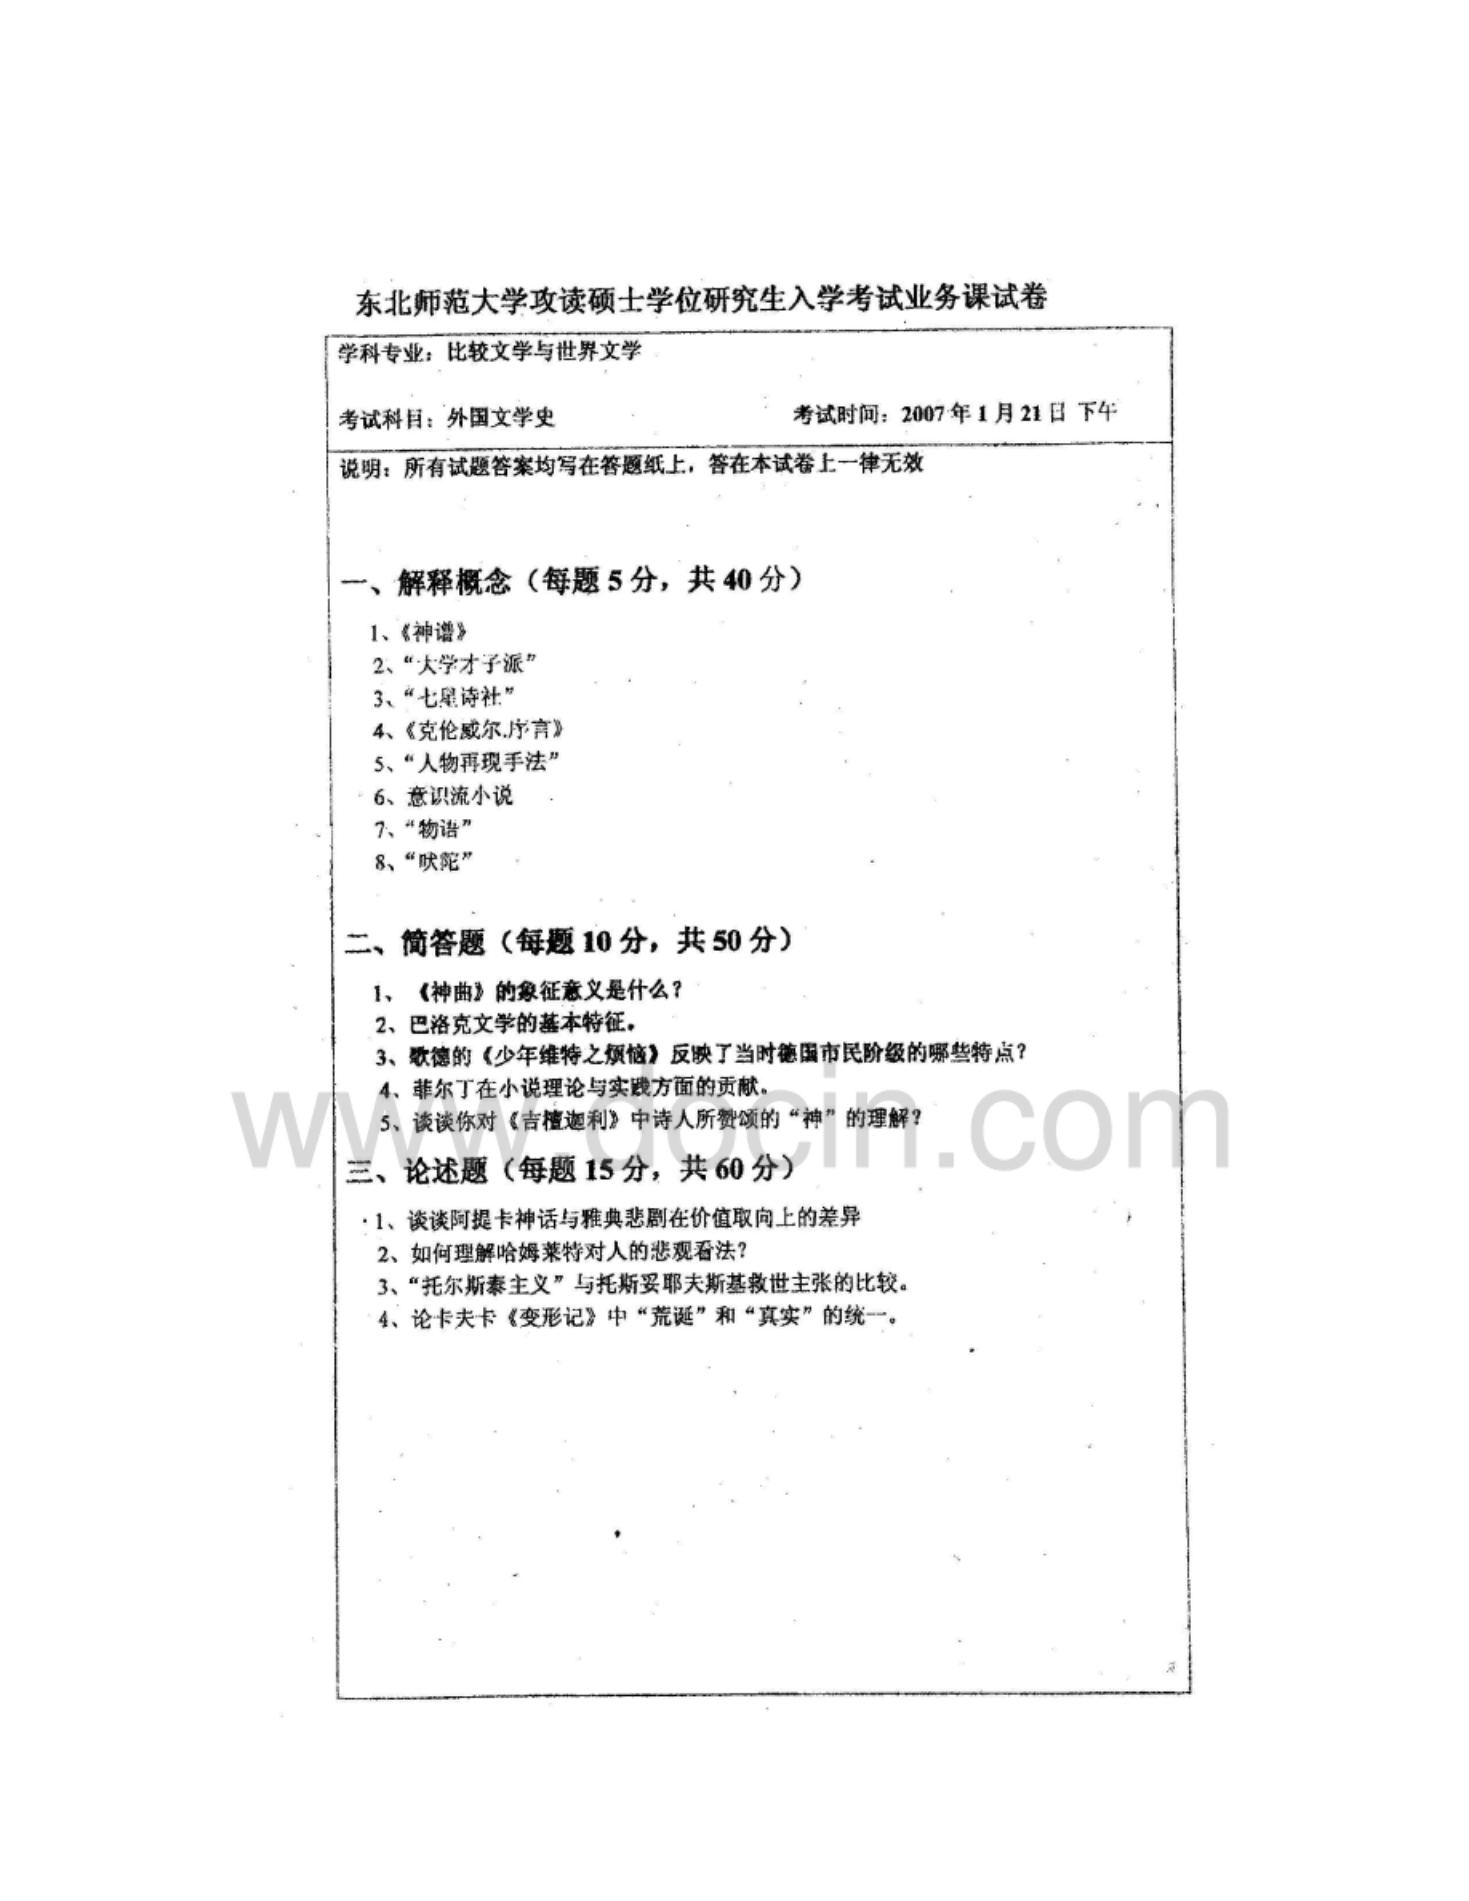 东北师范大学攻读硕士学位研究生入学考试业务课试卷
学科专业：比较文学与世界文学
考试科目：外国文学史 考试时间：2007年1月21日 下午
说明：所有试题答案均写在答题纸上，答在本试卷上一律无效
一、解释概念（每题5分，共40分）
1、《神谱》
2、“大学才子派”
3、“七星诗社”
4、《克伦威尔.序言》
5、“人物再现手法”
6、意识流小说
7、“物语”
8、“吠陀”
二、简答题（每题10分，共50分）
1、《神曲》的象征意义是什么？
2、巴洛克文学的基本特征。
3、歌德的《少年维特之烦恼》反映了当时德国市民阶级的哪些特点？
4、菲尔丁在小说理论与实践方面的贡献。
5、谈谈你对《吉檀迦利》中诗人所赞颂的“神”的理解？
www.docin.com
三、论述题（每题15分，共60分）
1、谈谈阿提卡神话与雅典悲剧在价值取向上的差异
2、如何理解哈姆莱特对人的悲观看法？
3、“托尔斯泰主义”与托斯妥耶夫斯基救世主张的比较。
4、论卡夫卡《变形记》中“荒诞”和“真实”的统一。